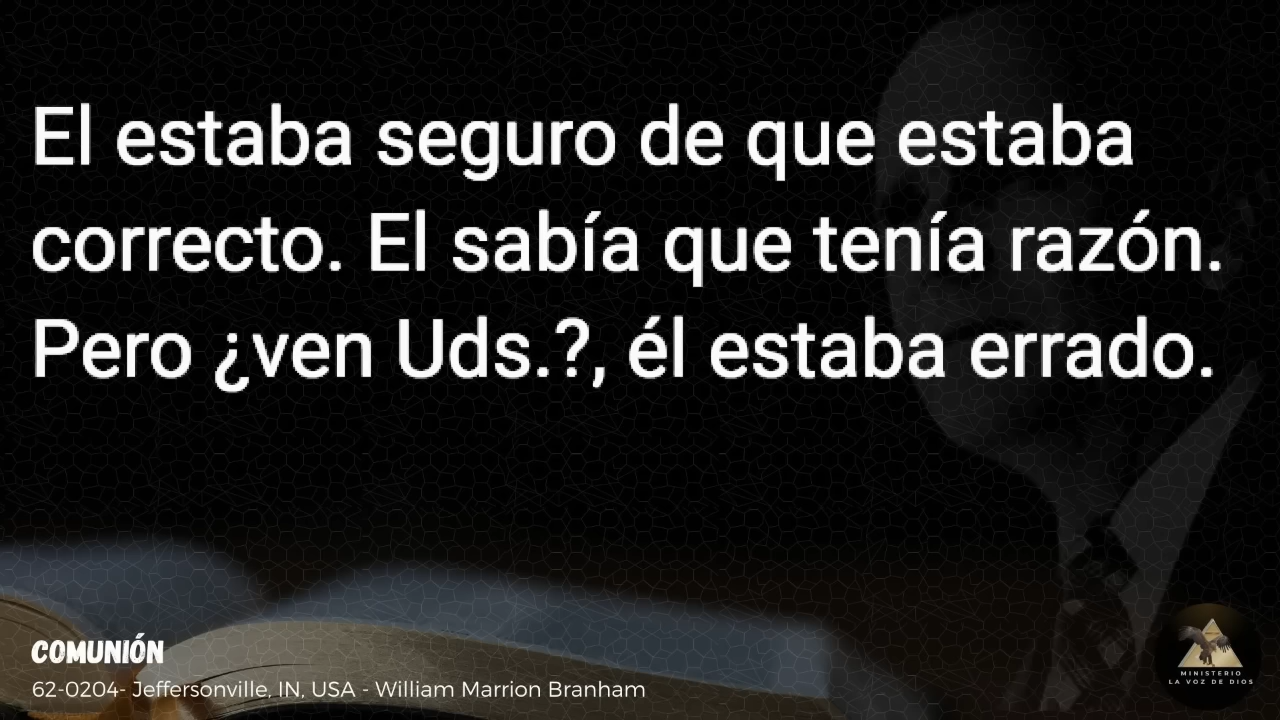 El estaba seguro de que estaba
correcto. El sabía que tenía razón.
Pero ¿ven Uds.?, él estaba errado.
COMUNIÓN
62-0204- Jeffersonville, IN, USA - William Marrion Branham
MINISTERIO
LA VOZ DE DIOS